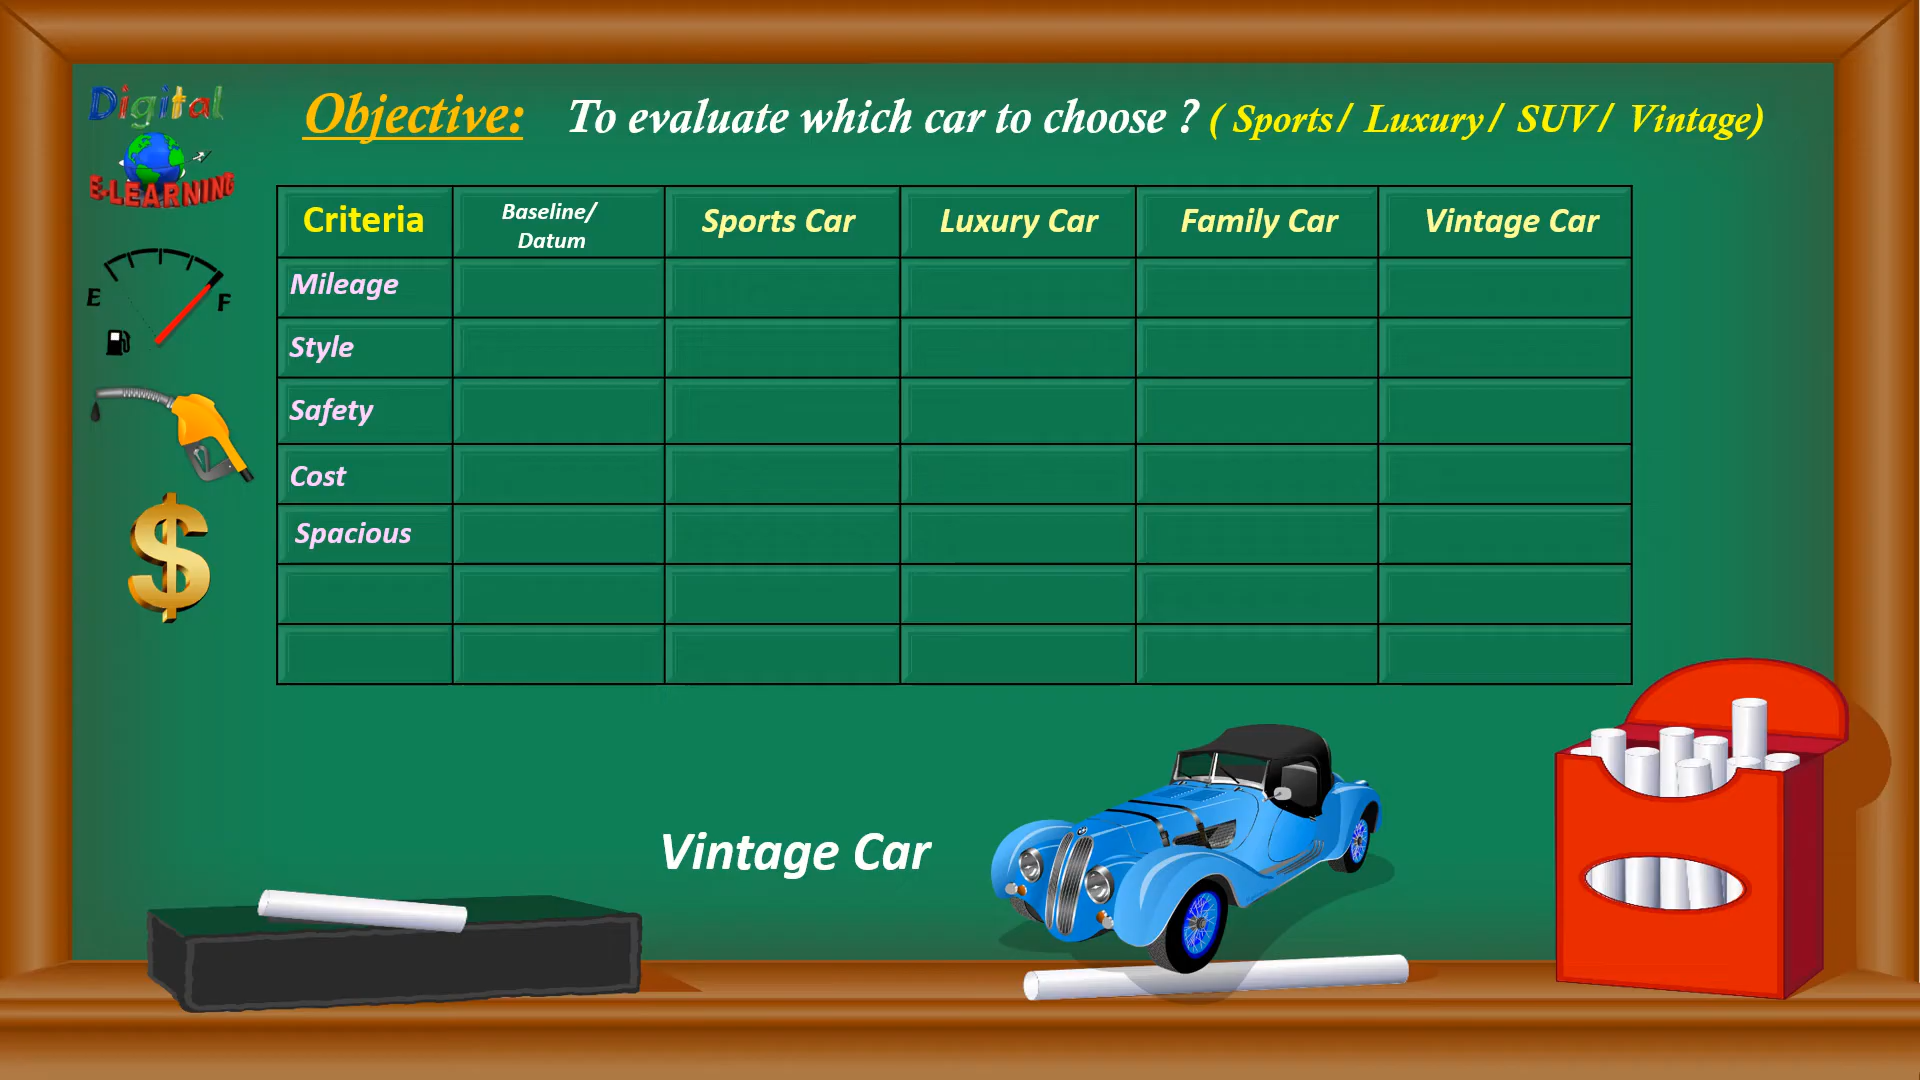 Digital
E-LEARNING
Objective: To evaluate which car to choose ? ( Sports/ Luxury/ SUV/ Vintage)
Criteria
Baseline/
Datum
Sports Car
Luxury Car
Family Car
Vintage Car
Mileage
Style
Safety
Cost
Spacious
E
F
Vintage Car